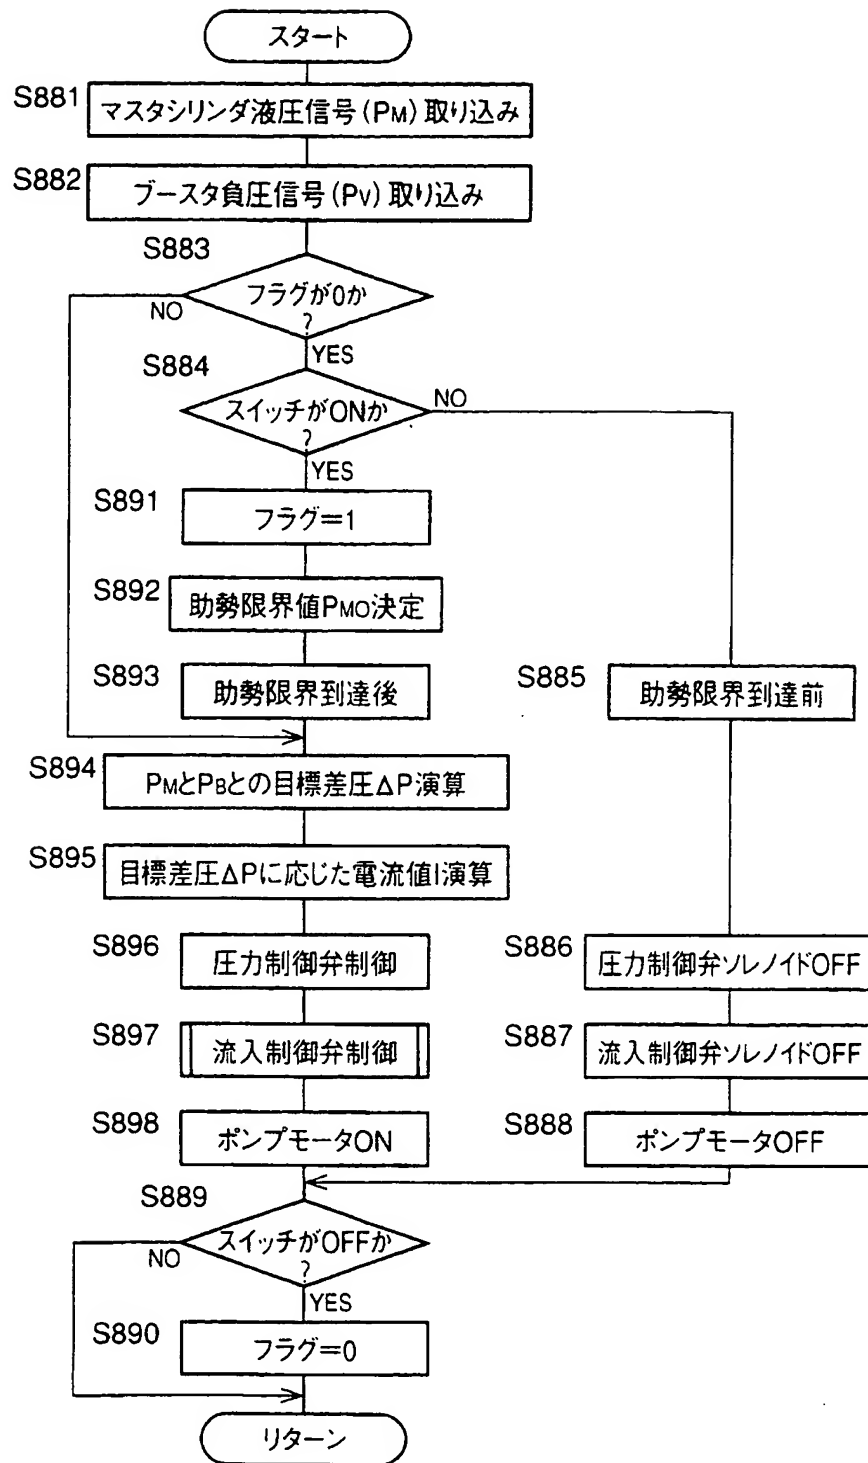 スタート
S881
マスタシリンダ液圧信号(PM)取り込み
S882
ブースタ負圧信号(PV)取り込み
S883
フラグが0か
?
NO
YES
S884
スイッチがONか
?
NO
YES
S891
フラグ=1
S892
助勢限界値PMO決定
S893
助勢限界到達後
S885
助勢限界到達前
S894
PMとPBとの目標差圧ΔP演算
S895
目標差圧ΔPに応じた電流値I演算
S896
圧力制御弁制御
S886
圧力制御弁ソレノイドOFF
S897
流入制御弁制御
S887
流入制御弁ソレノイドOFF
S898
ポンプモータON
S888
ポンプモータOFF
S889
スイッチがOFFか
?
NO
YES
S890
フラグ=0
リターン